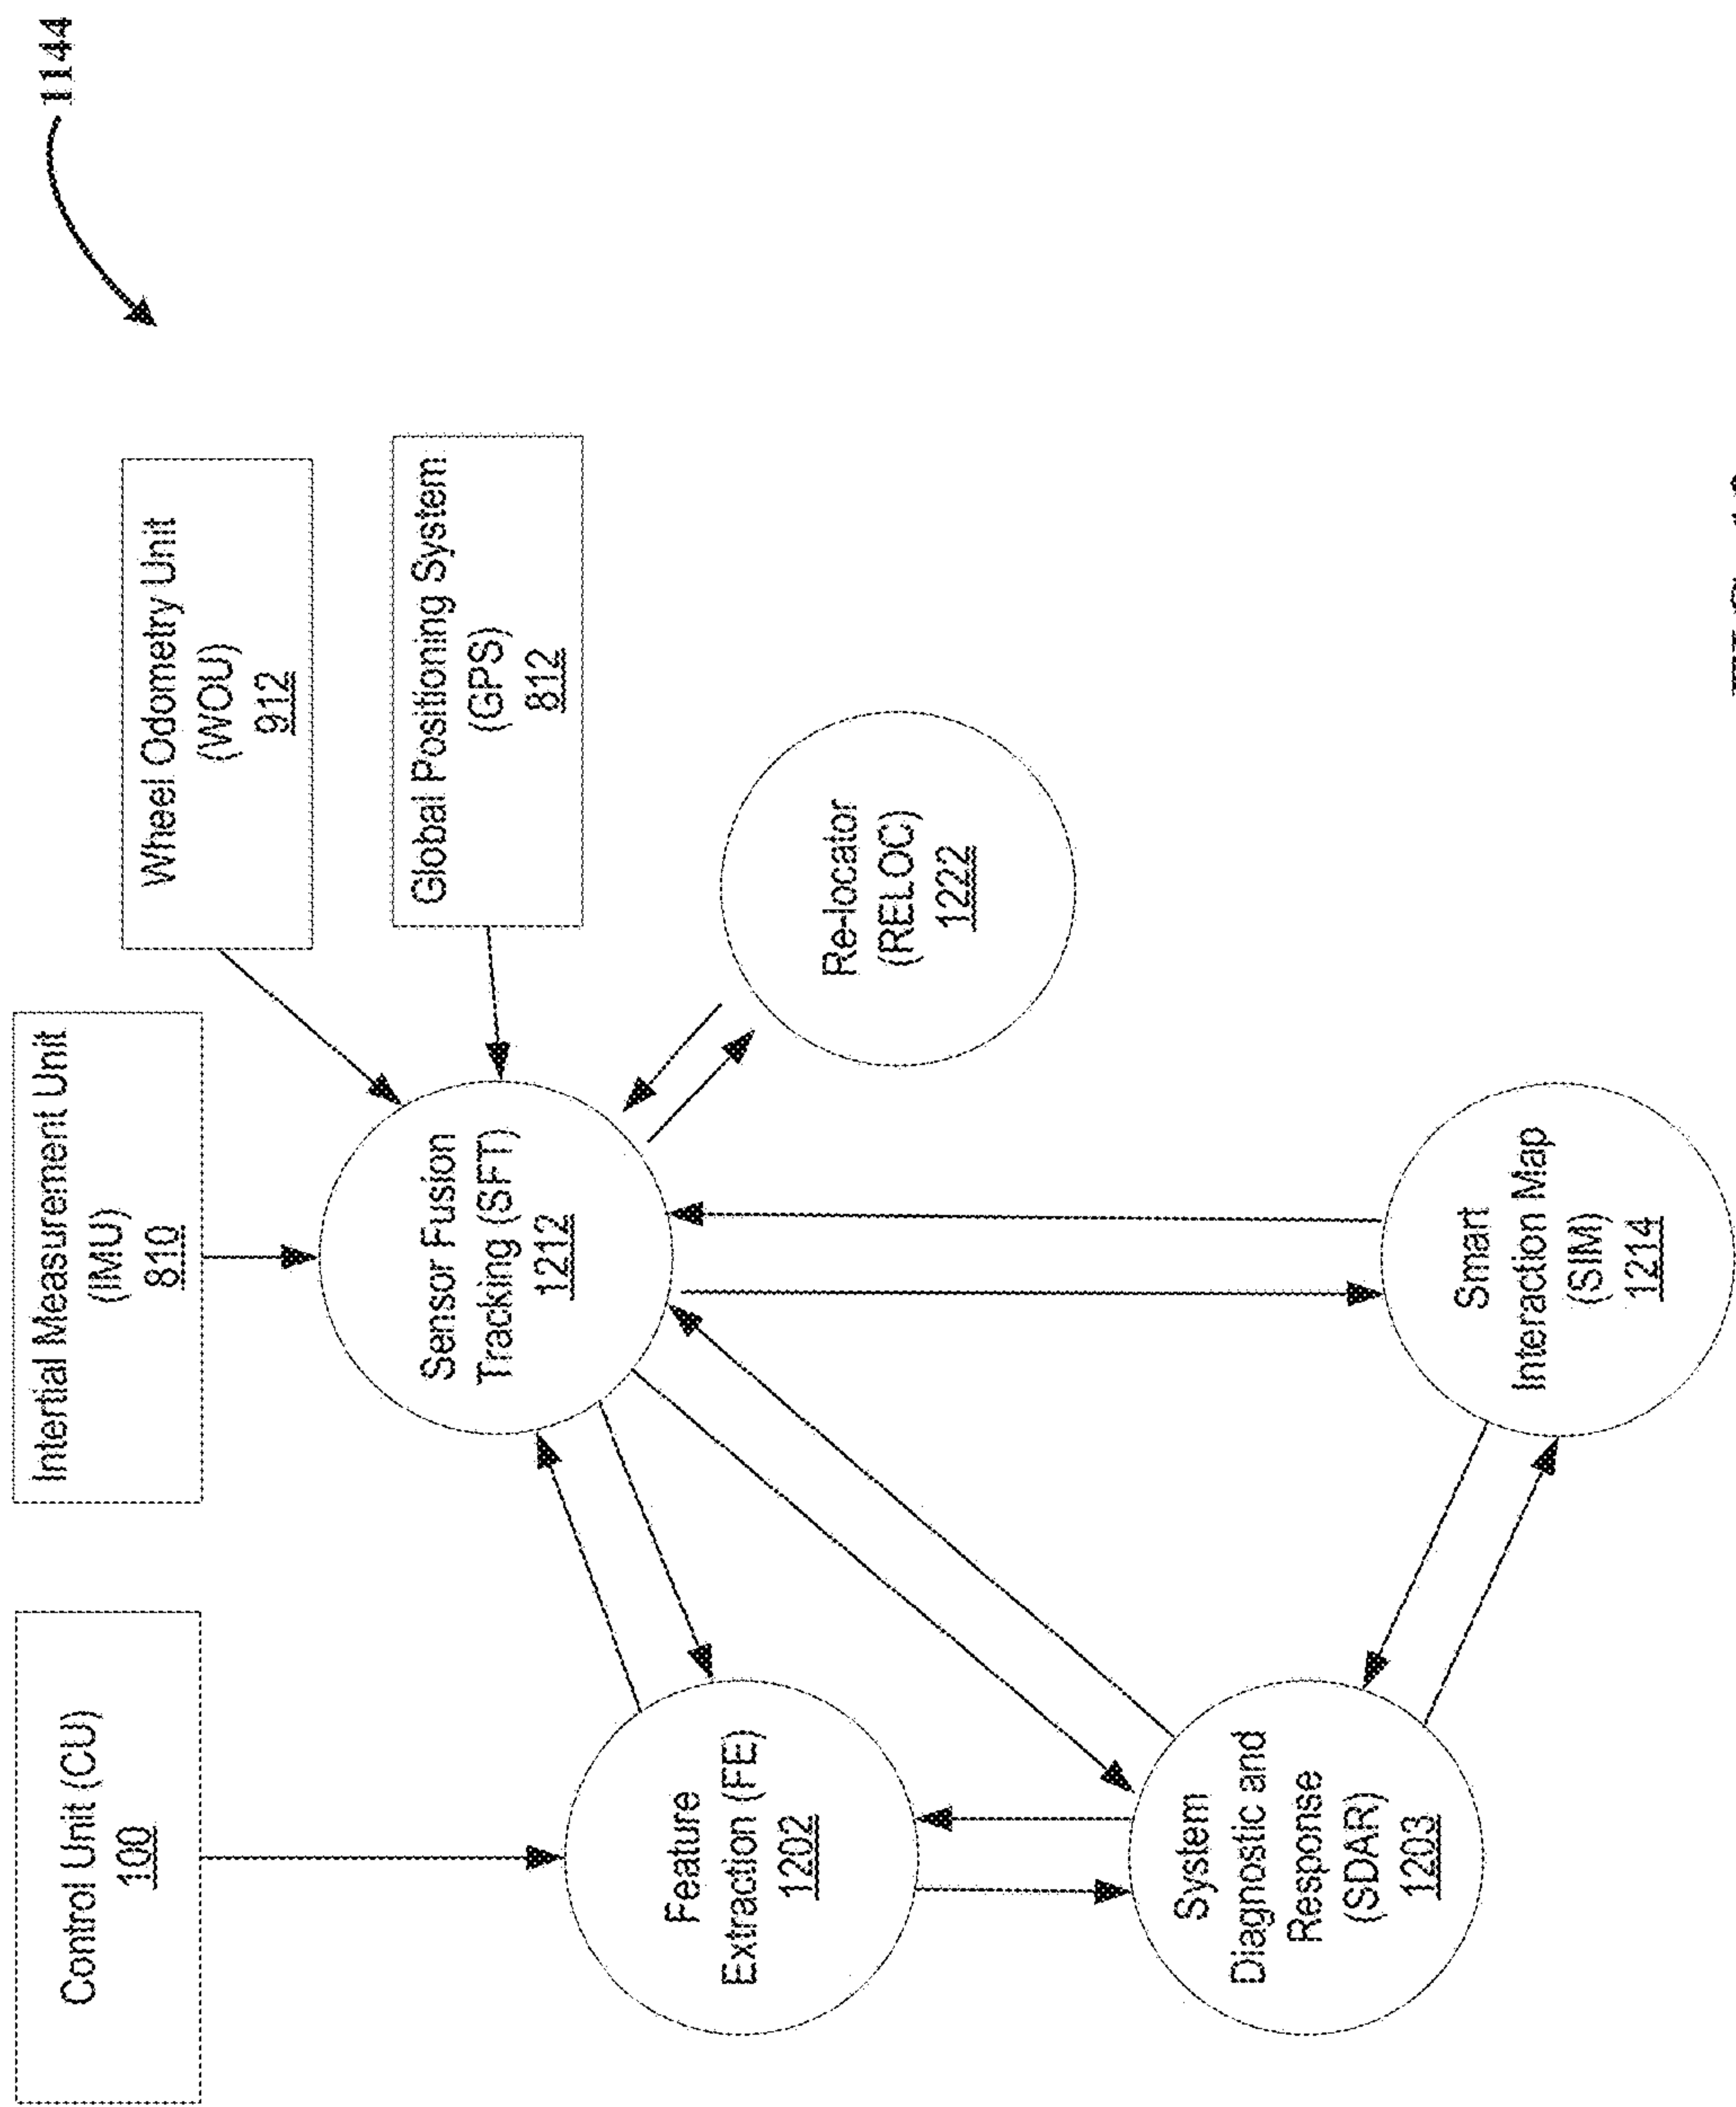 1144
Control Unit (CU)
100
Intertial Measurement Unit
(IMU)
810
Wheel Odometry Unit
(WOU)
912
Global Positioning System
(GPS)
812
Sensor Fusion
Tracking (SFT)
1212
Feature
Extraction (FE)
1202
Re-locator
(RELOC)
1222
System
Diagnostic and
Response
(SDAR)
1203
Smart
Interaction Map
(SIM)
1214